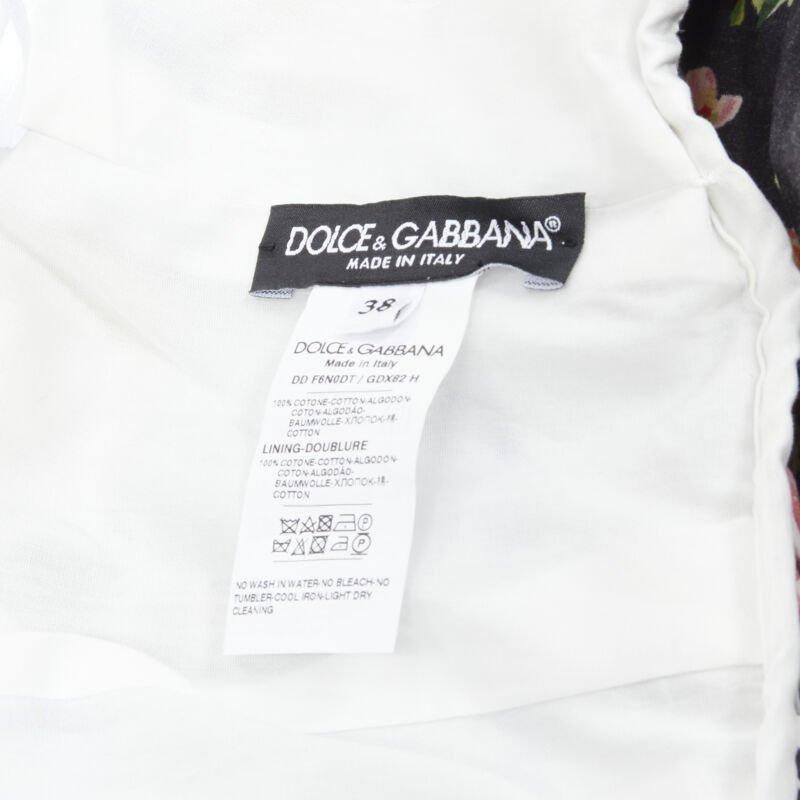 DOLCE & GABBANA®
MADE IN ITALY
38
DOLCE & GABBANA
Made in Italy
DD F6N0DT / GDX82 H
100% COTONE-COTTON-ALGODON-
COTON-ALGODÃO-
BAUMWOLLE-ХЛОПОК-棉-
COTTON
LINING-DOUBLURE
100% COTONE-COTTON-ALGODON-
COTON-ALGODÃO-
BAUMWOLLE-ХЛОПОК-棉-
COTTON
P
P
NO WASH IN WATER-NO BLEACH-NO
TUMBLER-COOL IRON-LIGHT DRY
CLEANING